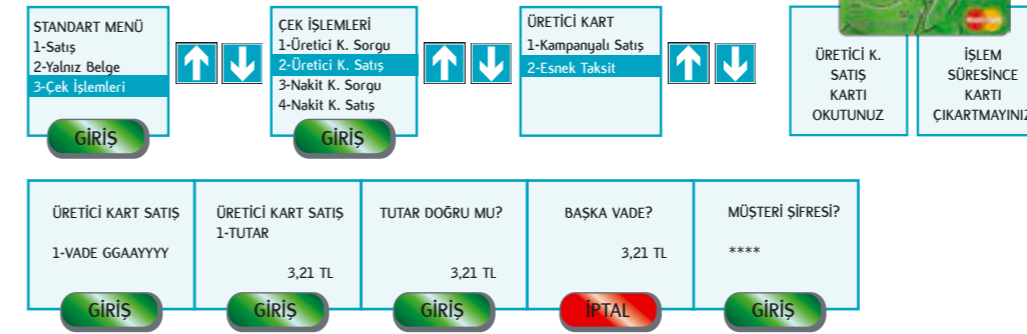 STANDART MENÜ
1-Satış
2-Yalnız Belge
3-Çek İşlemleri
GİRİŞ
ÇEK İŞLEMLERİ
1-Üretici K. Sorgu
2-Üretici K. Satış
3-Nakit K. Sorgu
4-Nakit K. Satış
GİRİŞ
ÜRETİCİ KART
1-Kampanyalı Satış
2-Esnek Taksit
ÜRETİCİ K.
SATIŞ
KARTI
OKUTUNUZ
İŞLEM
SÜRESİNCE
KARTI
ÇIKARTMAYINIZ
ÜRETİCİ KART SATIŞ
1-VADE GGAAYYYY
GİRİŞ
ÜRETİCİ KART SATIŞ
1-TUTAR
3,21 TL
GİRİŞ
TUTAR DOĞRU MU?
3,21 TL
GİRİŞ
BAŞKA VADE?
3,21 TL
İPTAL
MÜŞTERİ ŞİFRESİ?
****
GİRİŞ